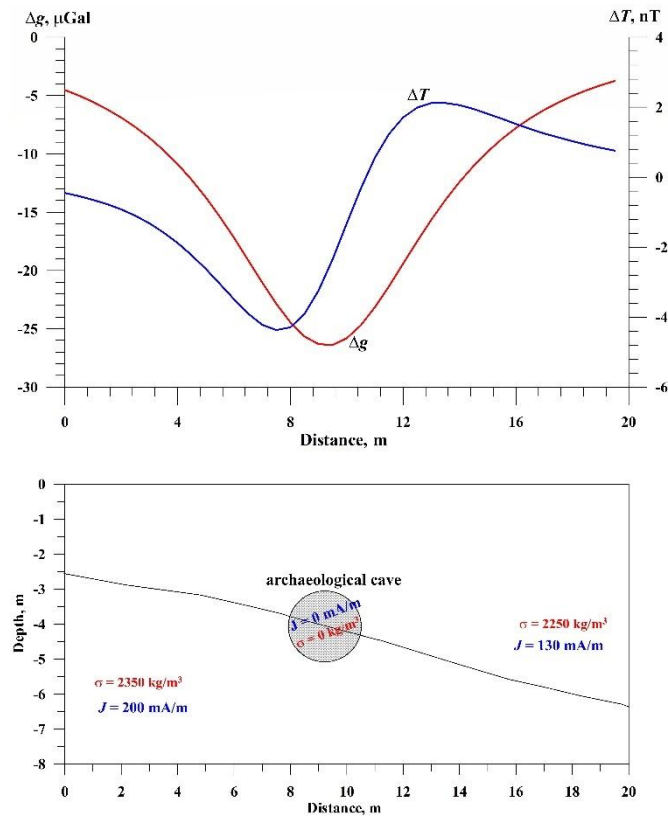 Δg, μGal
ΔT, nT
0
-5
-10
-15
-20
-25
-30
4
2
0
-2
-4
-6
ΔT
Δg
0 4 8 12 16 20
Distance, m
0
-1
-2
-3
-4
-5
-6
-7
-8
Depth, m
archaeological cave
J = 0 mA/m
σ = 0 kg/m³
σ = 2250 kg/m³
J = 130 mA/m
σ = 2350 kg/m³
J = 200 mA/m
0 2 4 6 8 10 12 14 16 18 20
Distance, m